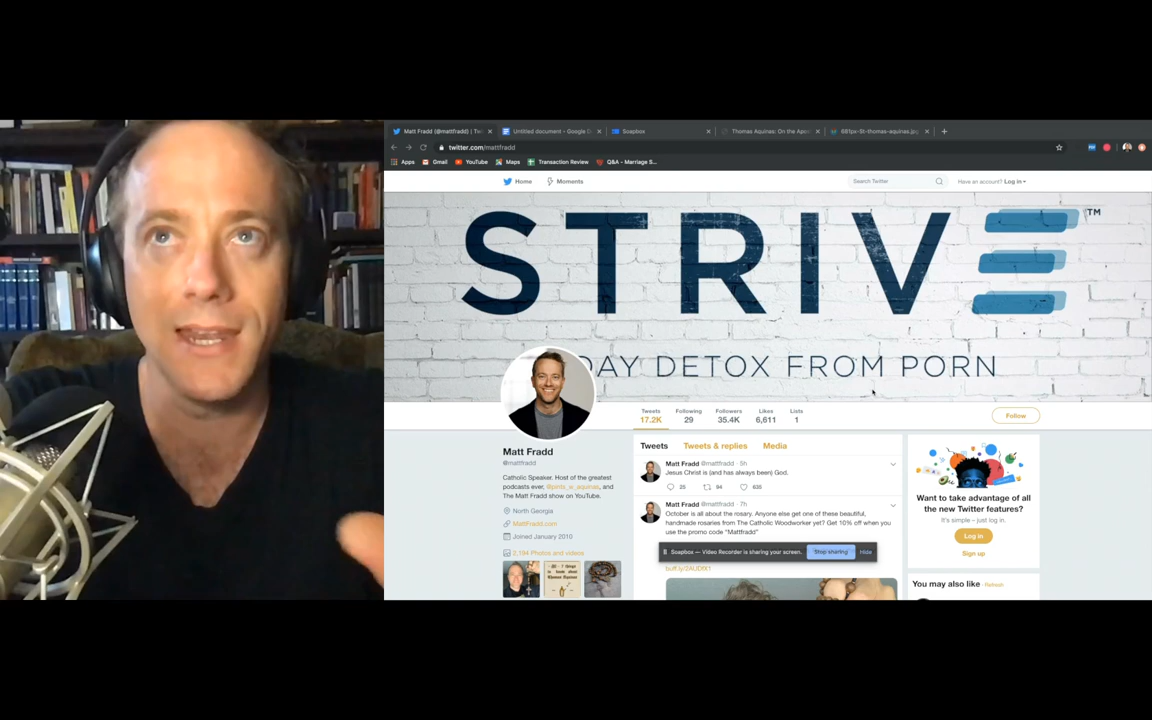 Matt Fradd (@mattfradd) | Twi
Untitled document - Google D
Soapbox
Thomas Aquinas: On the Apos
681px-St-thomas-aquinas.jpg
twitter.com/mattfradd
Apps
Gmail
YouTube
Maps
Transaction Review
Q&A - Marriage S...
Home
Moments
Search Twitter
Have an account? Log in
STRIVE™
DAY DETOX FROM PORN
Tweets
17.2K
Following
29
Followers
35.4K
Likes
6,611
Lists
1
Follow
Matt Fradd
@mattfradd
Catholic Speaker. Host of the greatest
podcasts ever, @pints_w_aquinas, and
The Matt Fradd show on YouTube.
North Georgia
MattFradd.com
Joined January 2010
2,194 Photos and videos
Tweets
Tweets & replies
Media
Matt Fradd @mattfradd · 5h
Jesus Christ is (and has always been) God.
25
94
635
Matt Fradd @mattfradd · 7h
October is all about the rosary. Anyone else get one of these beautiful,
handmade rosaries from The Catholic Woodworker yet? Get 10% off when you
use the promo code "Mattfradd"
Soapbox — Video Recorder is sharing your screen.
Stop sharing
Hide
buff.ly/2AUDfX1
Want to take advantage of all
the new Twitter features?
It's simple – just log in.
Log in
Sign up
You may also like · Refresh